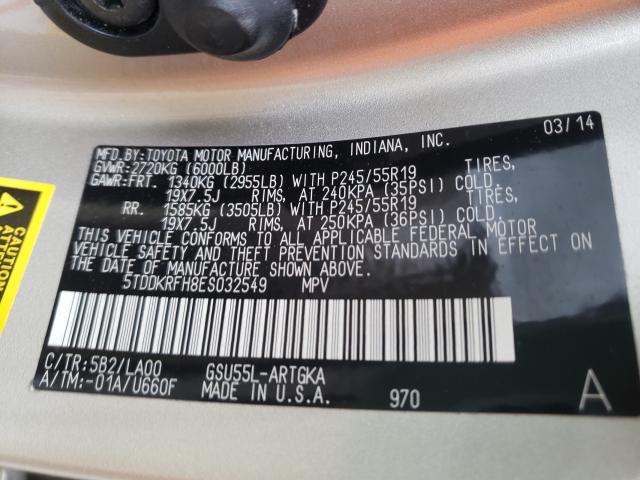 MFD. BY: TOYOTA MOTOR MANUFACTURING, INDIANA, INC. 03/14
GVWR: 2720KG (6000LB)
GAWR: FRT. 1340KG (2955LB) WITH P245/55R19 TIRES,
19X7.5J RIMS, AT 240KPA (35PSI) COLD.
RR. 1585KG (3505LB) WITH P245/55R19 TIRES,
19X7.5J RIMS, AT 250KPA (36PSI) COLD.
THIS VEHICLE CONFORMS TO ALL APPLICABLE FEDERAL MOTOR
VEHICLE SAFETY AND THEFT PREVENTION STANDARDS IN EFFECT ON
THE DATE OF MANUFACTURE SHOWN ABOVE.
5TDDKRFH8ES032549 MPV
C/TR: 5B2/LA00 GSU55L-ARTGKA
A/TM: -01A/U660F MADE IN U.S.A. 970 A
CAUTION